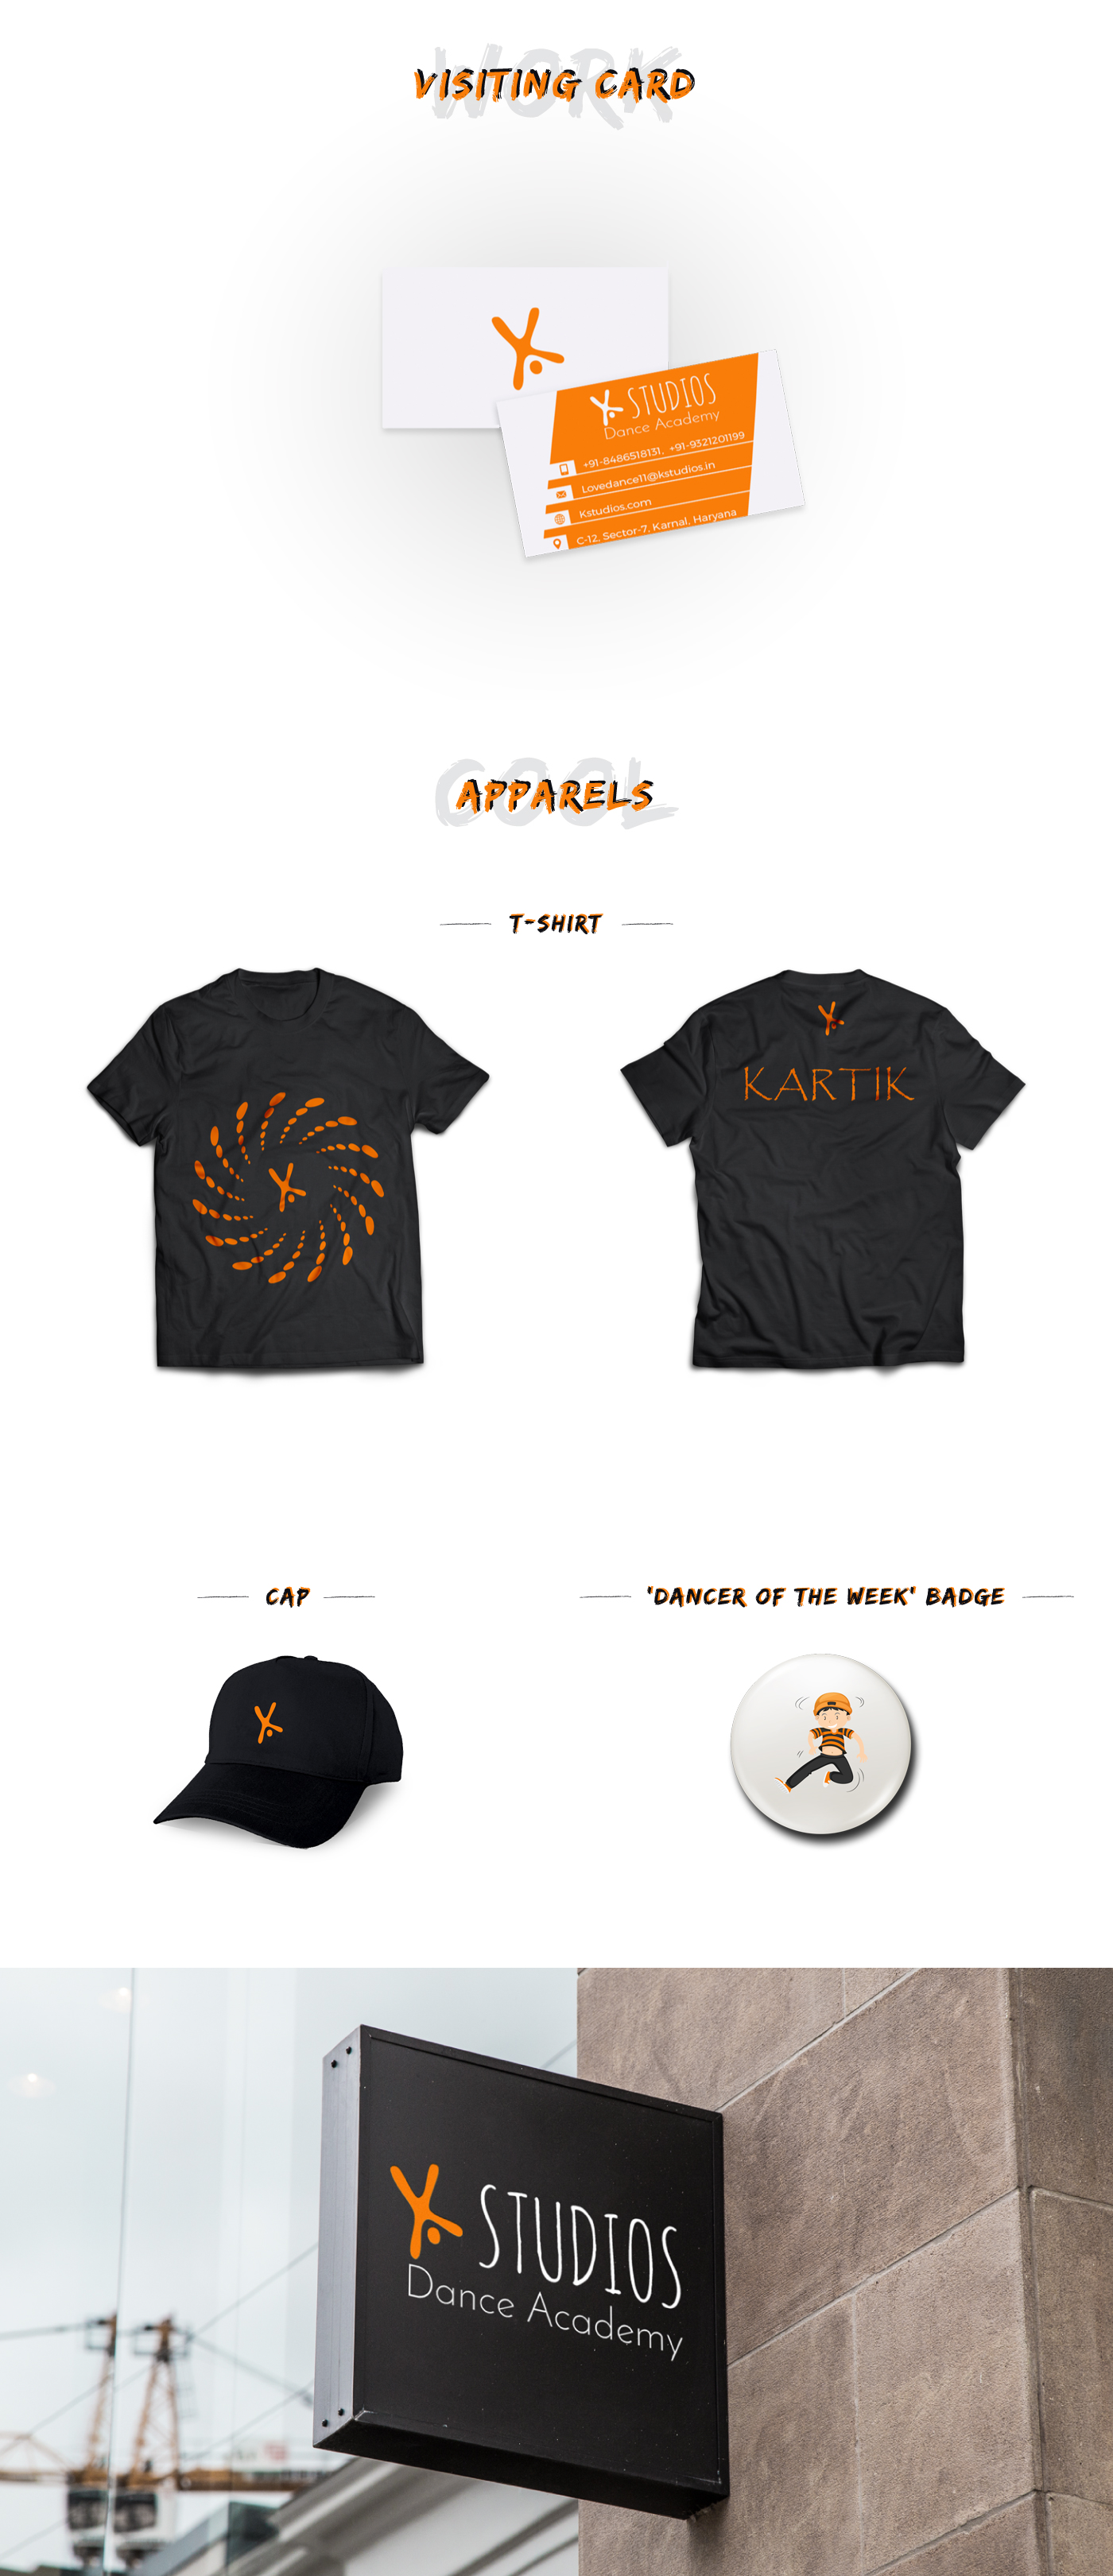 WORK
VISITING CARD
K STUDIOS
Dance Academy
+91-8486518131, +91-9321201199
Lovedance11@kstudios.in
Kstudios.com
C-12, Sector-7, Karnal, Haryana
COOL
APPARELS
T-SHIRT
KARTIK
CAP
'DANCER OF THE WEEK' BADGE
K STUDIOS
Dance Academy